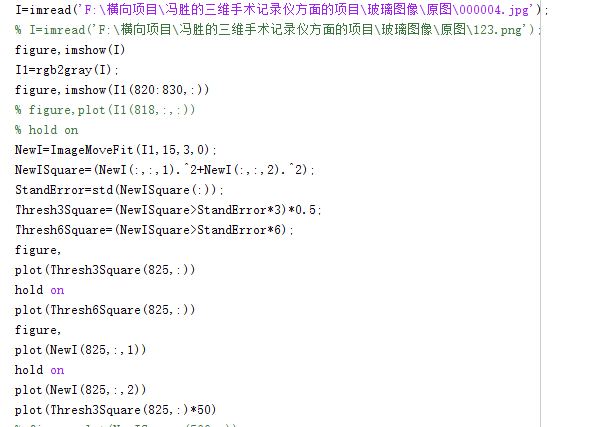 I=imread('F:\横向项目\冯胜的三维手术记录仪方面的项目\玻璃图像\原图\000004.jpg');
% I=imread('F:\横向项目\冯胜的三维手术记录仪方面的项目\玻璃图像\原图\123.png');
figure,imshow(I)
I1=rgb2gray(I);
figure,imshow(I1(820:830,:))
% figure,plot(I1(818,:,:))
% hold on
NewI=ImageMoveFit(I1,15,3,0);
NewISquare=(NewI(:,:,1).^2+NewI(:,:,2).^2);
StandError=std(NewISquare(:));
Thresh3Square=(NewISquare>StandError*3)*0.5;
Thresh6Square=(NewISquare>StandError*6);
figure,
plot(Thresh3Square(825,:))
hold on
plot(Thresh6Square(825,:))
figure,
plot(NewI(825,:,1))
hold on
plot(NewI(825,:,2))
plot(Thresh3Square(825,:)*50)